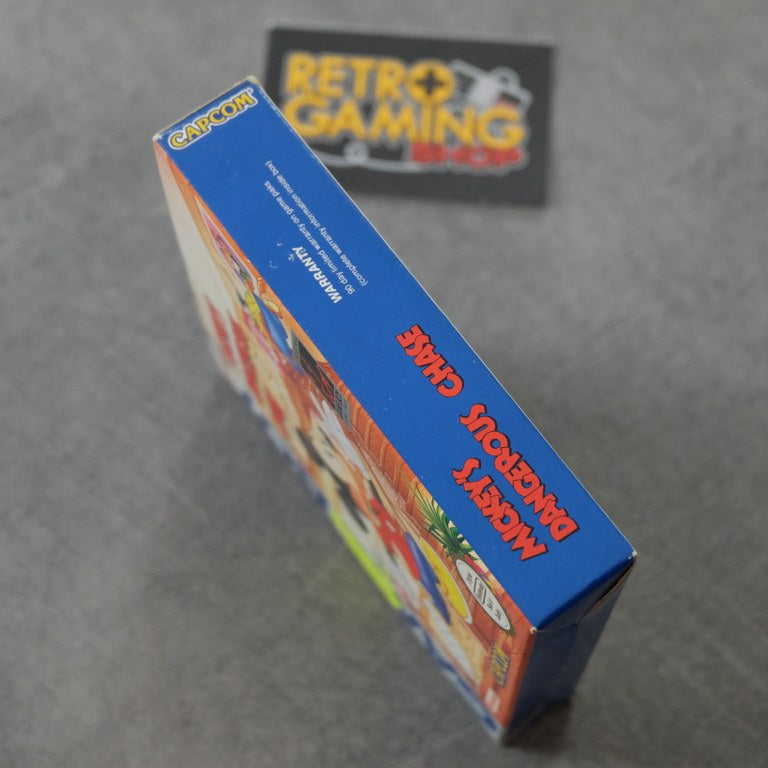 RETRO
GAMING
SHOP
CAPCOM
WARRANTY
90 day limited warranty on game paks
(complete warranty information inside box)
MICKEY'S
DANGEROUS CHASE